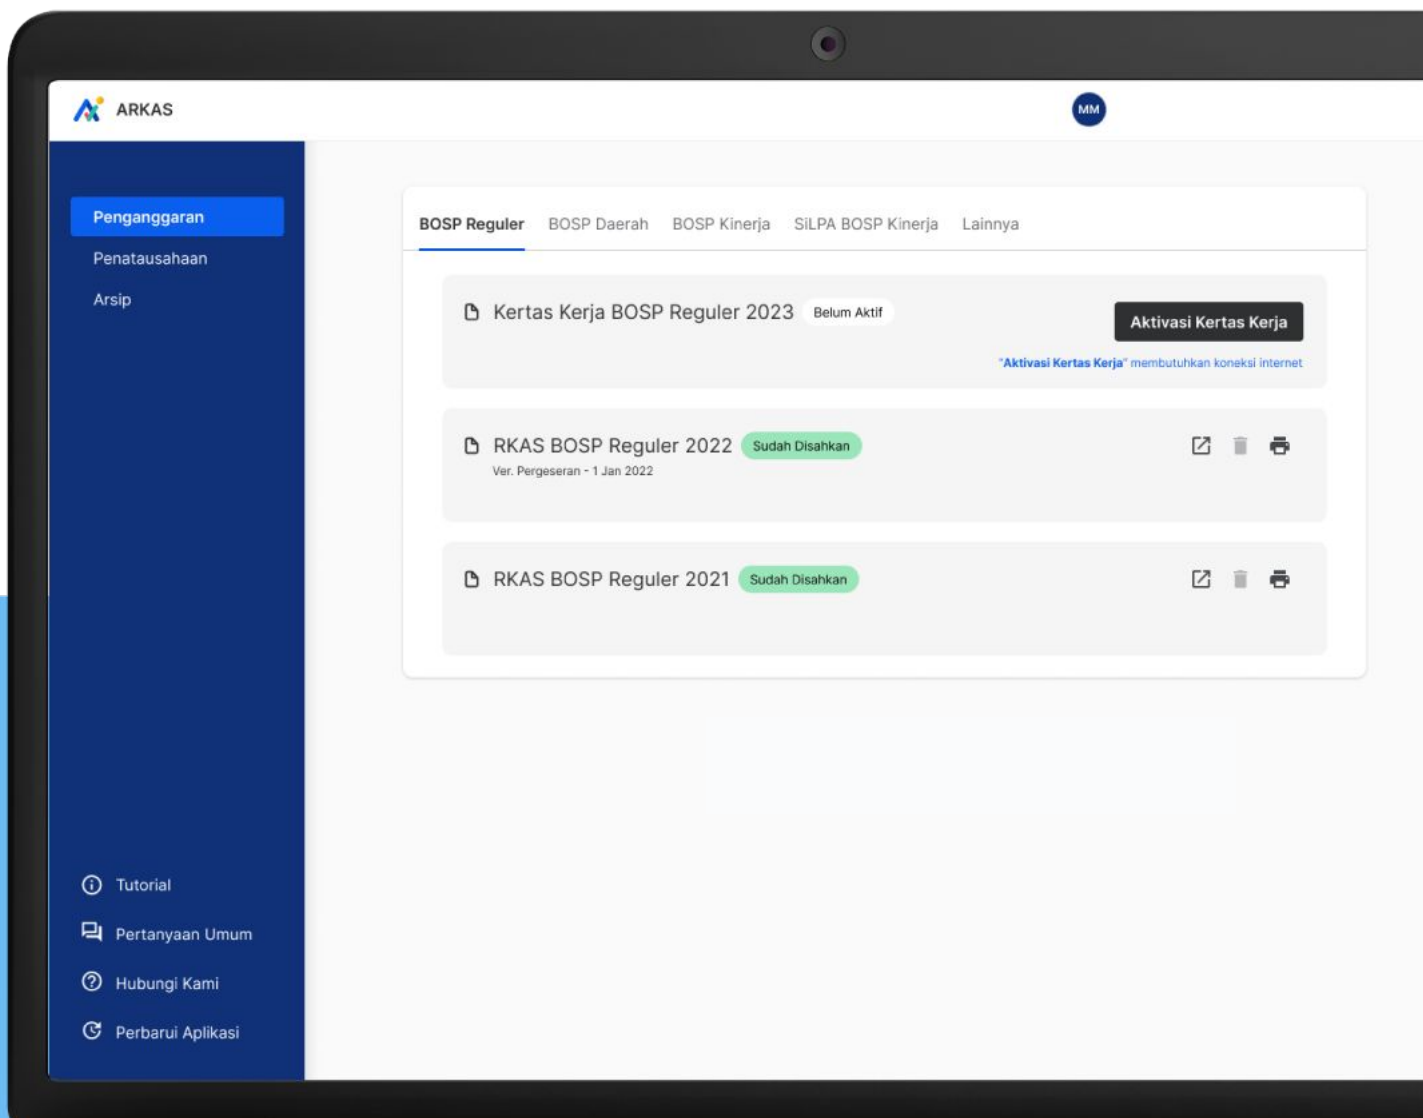 ARKAS
MM
Penganggaran
Penatausahaan
Arsip
BOSP Reguler BOSP Daerah BOSP Kinerja SiLPA BOSP Kinerja Lainnya
Kertas Kerja BOSP Reguler 2023 Belum Aktif
Aktivasi Kertas Kerja
"Aktivasi Kertas Kerja" membutuhkan koneksi internet
RKAS BOSP Reguler 2022 Sudah Disahkan
Ver. Pergeseran - 1 Jan 2022
RKAS BOSP Reguler 2021 Sudah Disahkan
Tutorial
Pertanyaan Umum
Hubungi Kami
Perbarui Aplikasi